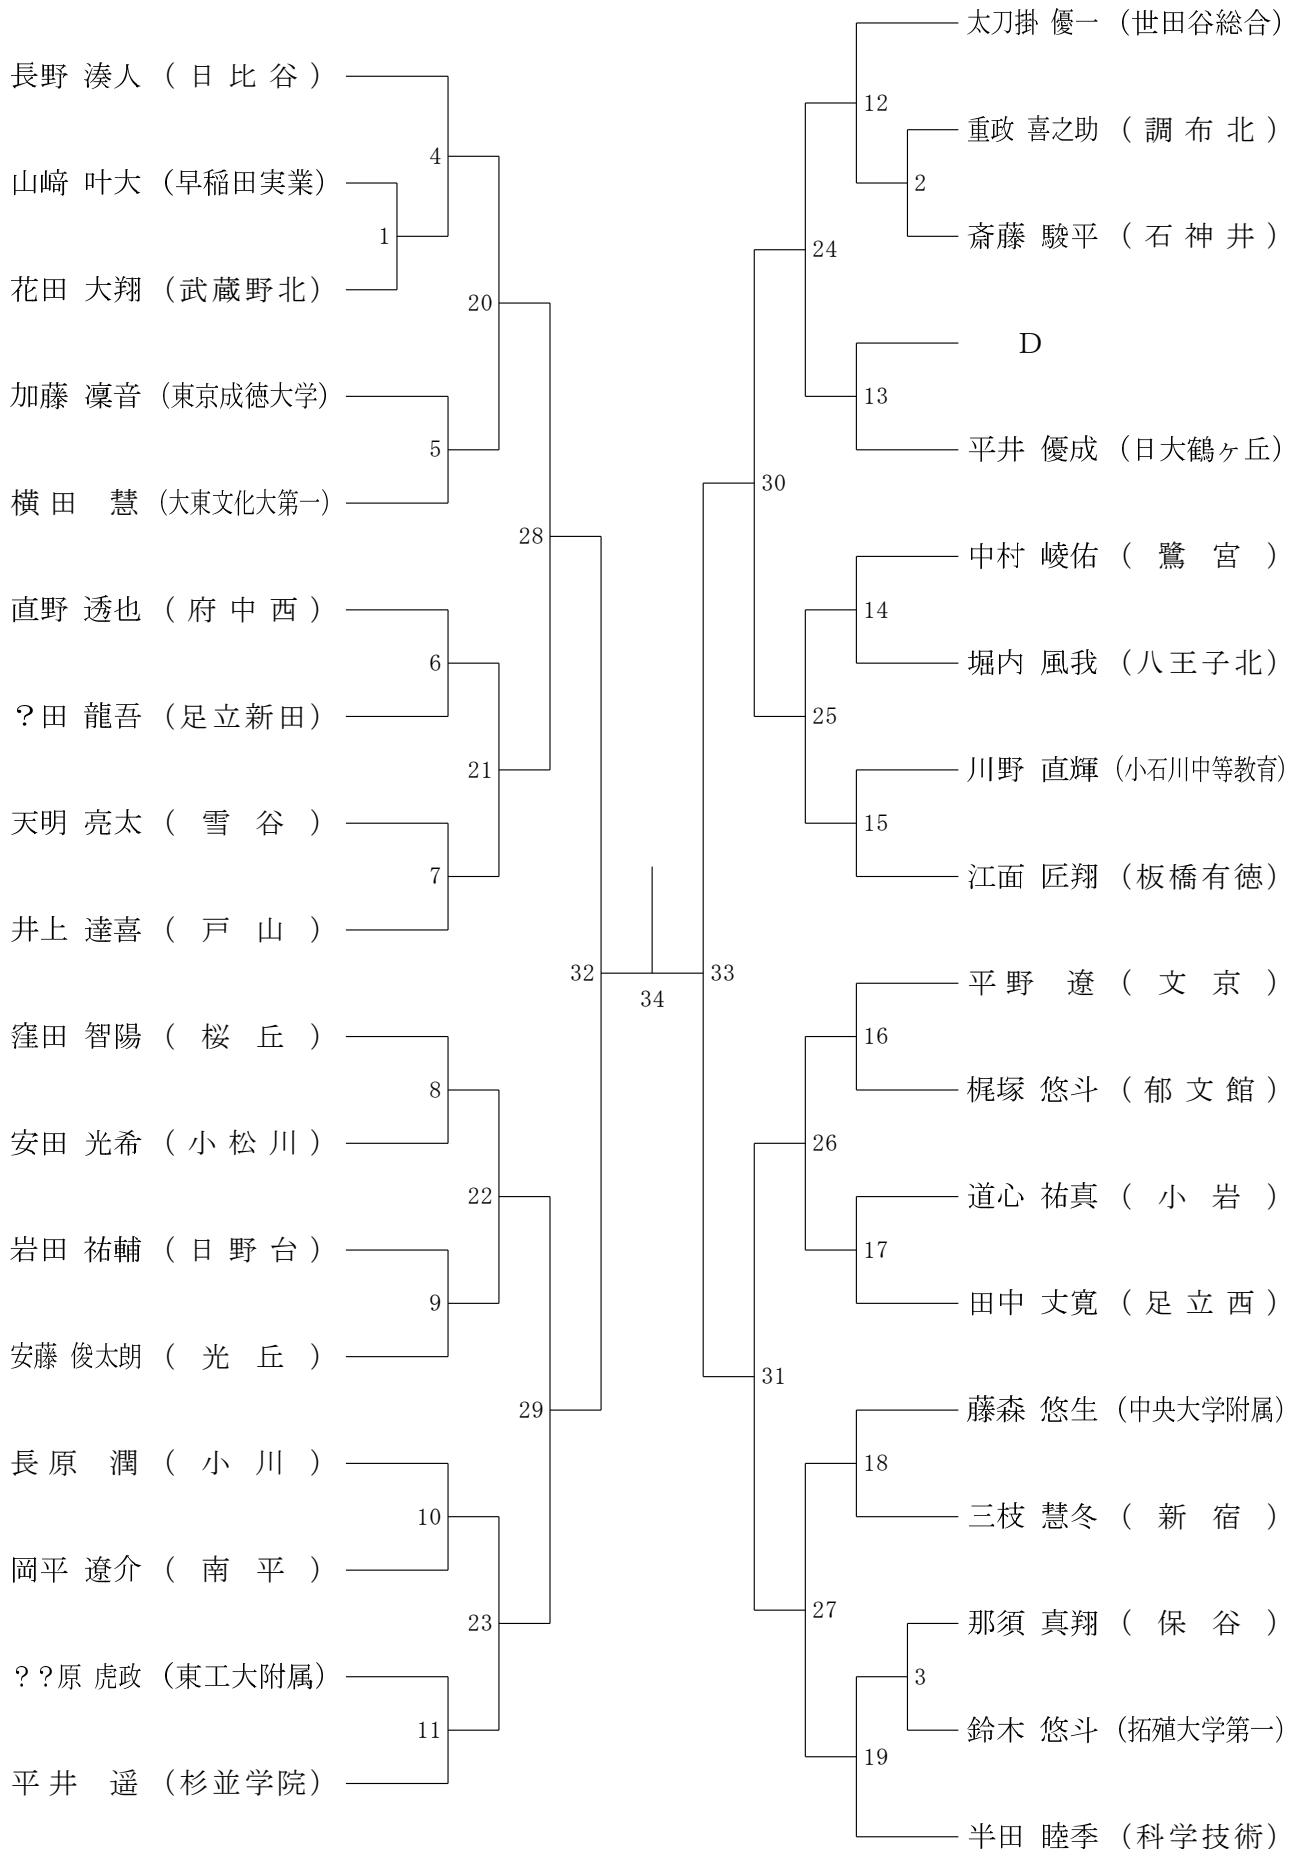 長野 湊人 ( 日 比 谷 )
山﨑 叶大 (早稲田実業)
花田 大翔 (武蔵野北)
加藤 凜音 (東京成徳大学)
横 田 慧 (大東文化大第一)
直野 透也 ( 府 中 西 )
?田 龍吾 (足立新田)
天明 亮太 ( 雪 谷 )
井上 達喜 ( 戸 山 )
窪田 智陽 ( 桜 丘 )
安田 光希 ( 小 松 川 )
岩田 祐輔 ( 日 野 台 )
安藤 俊太朗 ( 光 丘 )
長 原 潤 ( 小 川 )
岡平 遼介 ( 南 平 )
??原 虎政 (東工大附属)
平 井 遥 (杉並学院)
1
4
5
6
7
8
9
10
11
20
21
22
23
28
29
32
34
33
30
31
24
25
26
27
12
13
14
15
16
17
18
19
2
3
太刀掛 優一 (世田谷総合)
重政 喜之助 ( 調 布 北 )
斎藤 駿平 ( 石 神 井 )
D
平井 優成 (日大鶴ヶ丘)
中村 崚佑 ( 鷺 宮 )
堀内 風我 (八王子北)
川野 直輝 (小石川中等教育)
江面 匠翔 (板橋有徳)
平 野 遼 ( 文 京 )
梶塚 悠斗 ( 郁 文 館 )
道心 祐真 ( 小 岩 )
田中 丈寛 ( 足 立 西 )
藤森 悠生 (中央大学附属)
三枝 慧冬 ( 新 宿 )
那須 真翔 ( 保 谷 )
鈴木 悠斗 (拓殖大学第一)
半田 睦季 (科学技術)